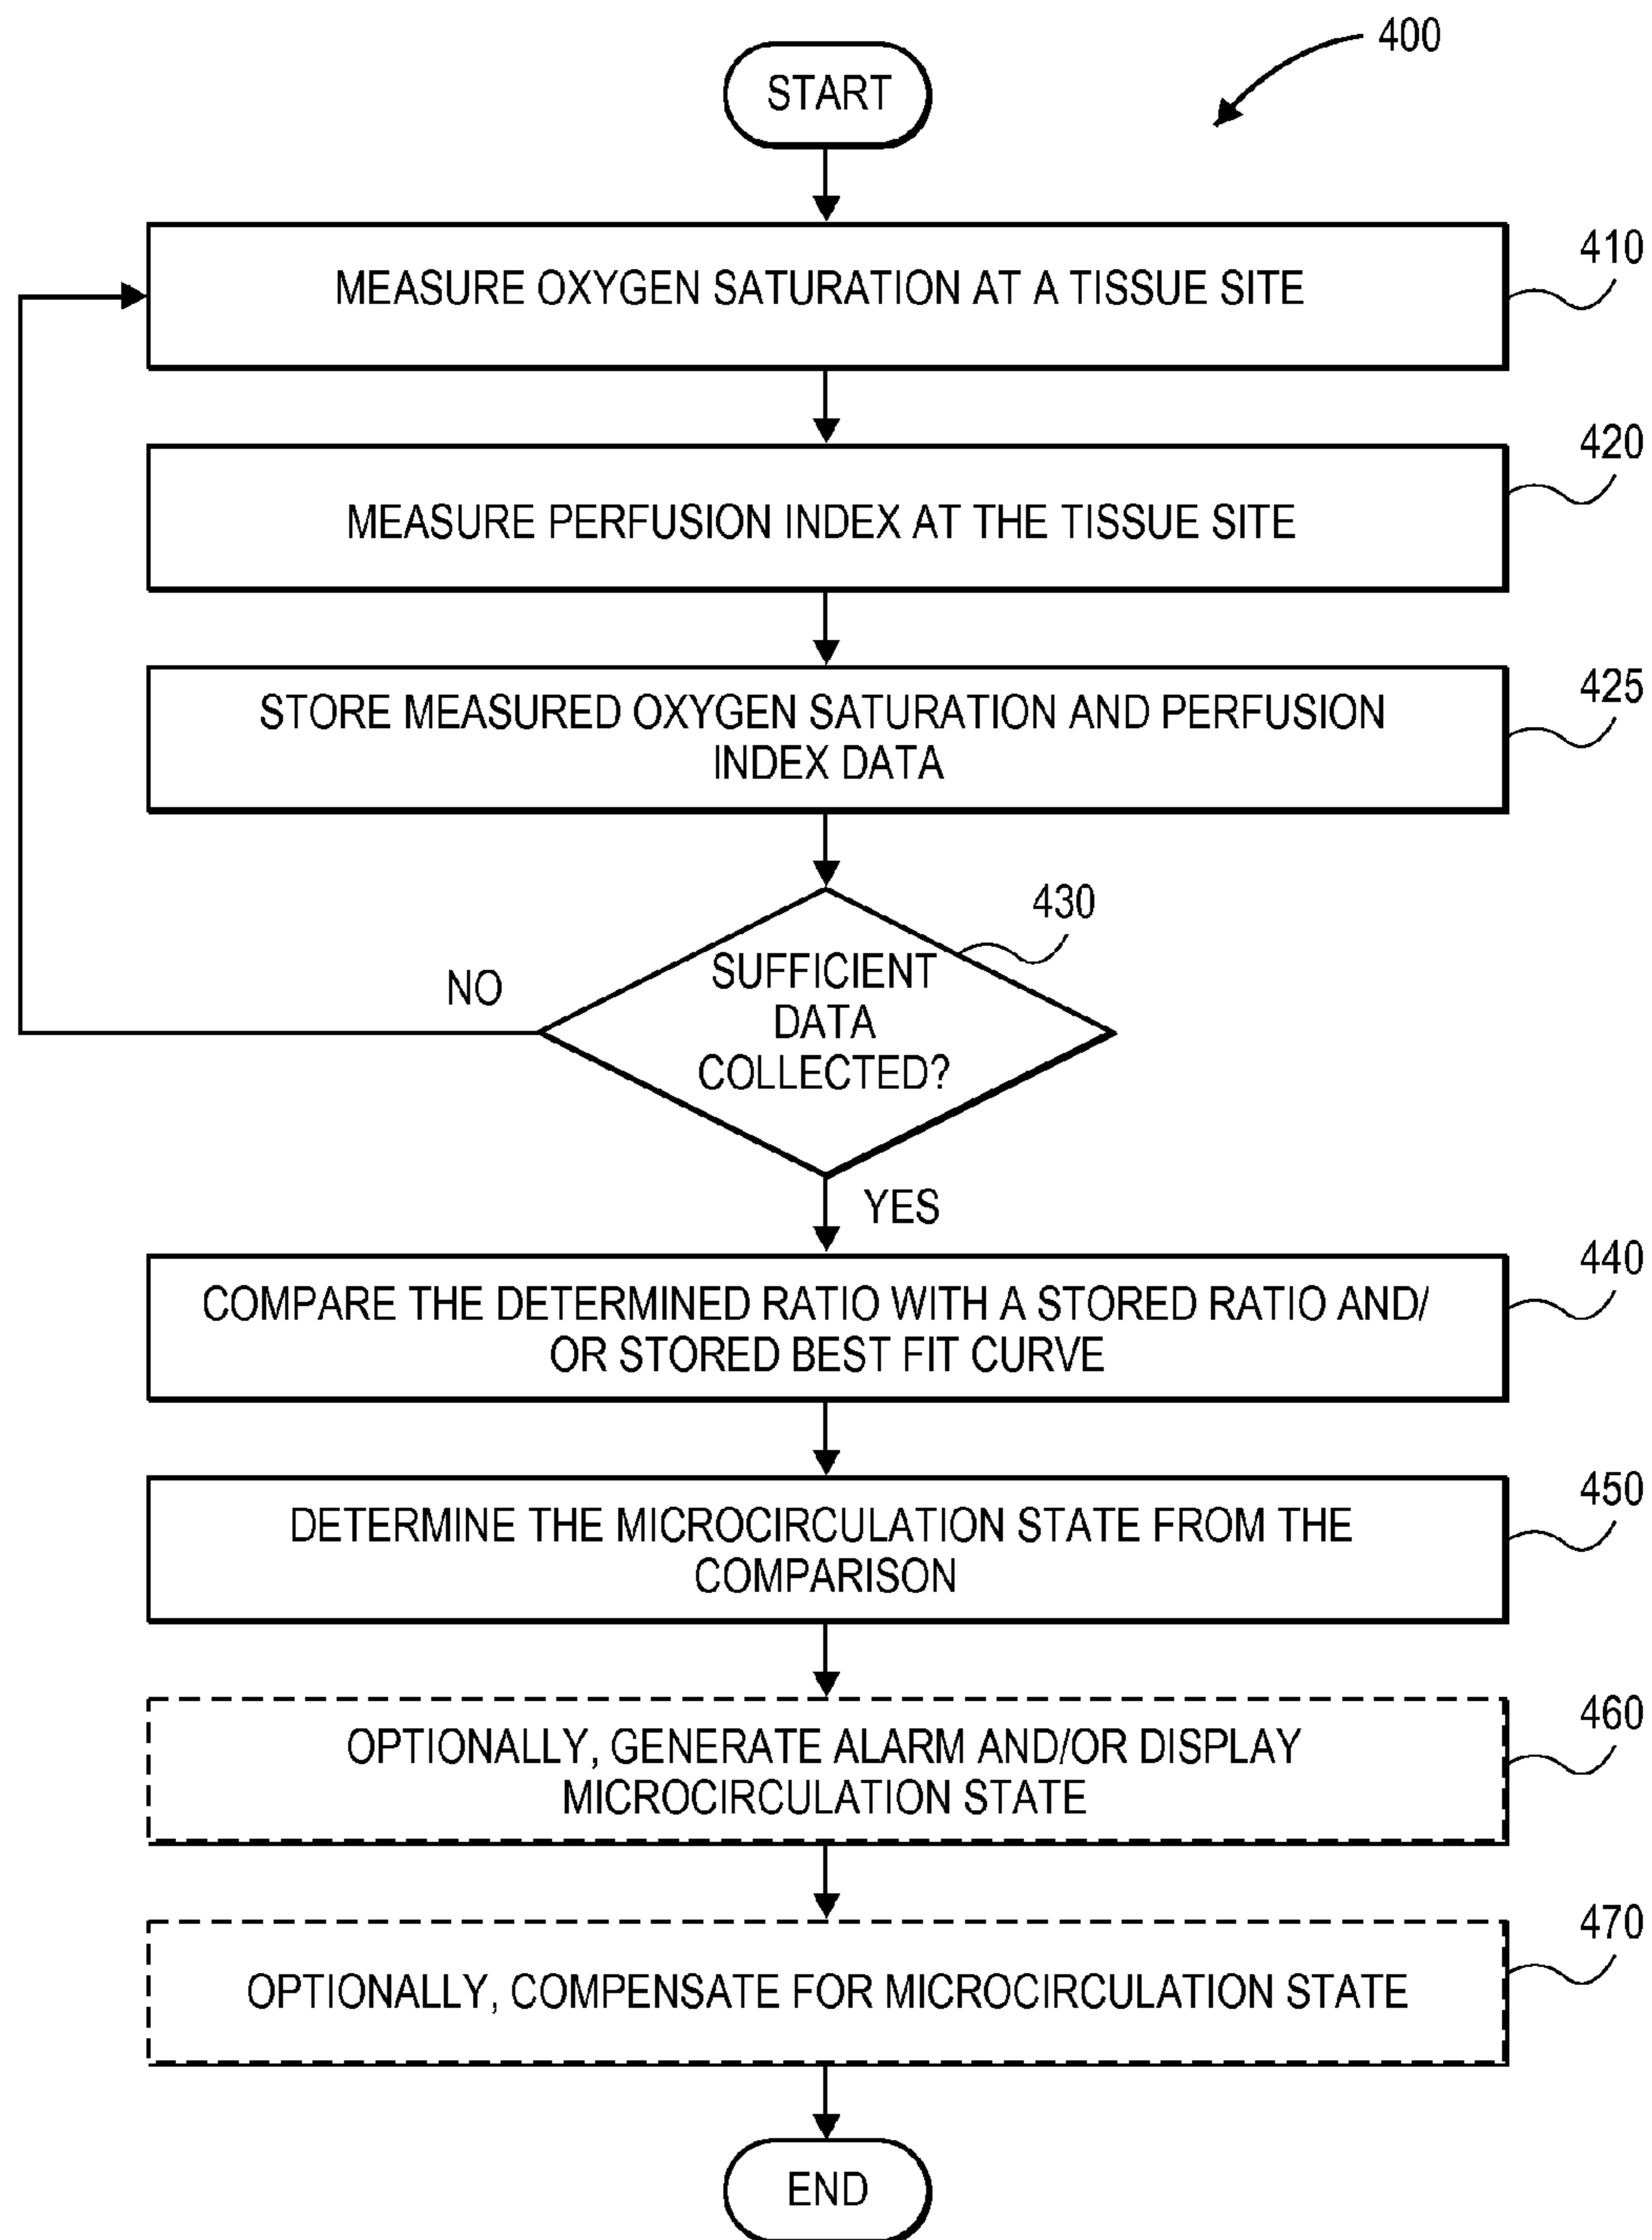 400
START
MEASURE OXYGEN SATURATION AT A TISSUE SITE
410
MEASURE PERFUSION INDEX AT THE TISSUE SITE
420
STORE MEASURED OXYGEN SATURATION AND PERFUSION
INDEX DATA
425
SUFFICIENT
DATA
COLLECTED?
430
NO
YES
COMPARE THE DETERMINED RATIO WITH A STORED RATIO AND/
OR STORED BEST FIT CURVE
440
DETERMINE THE MICROCIRCULATION STATE FROM THE
COMPARISON
450
OPTIONALLY, GENERATE ALARM AND/OR DISPLAY
MICROCIRCULATION STATE
460
OPTIONALLY, COMPENSATE FOR MICROCIRCULATION STATE
470
END